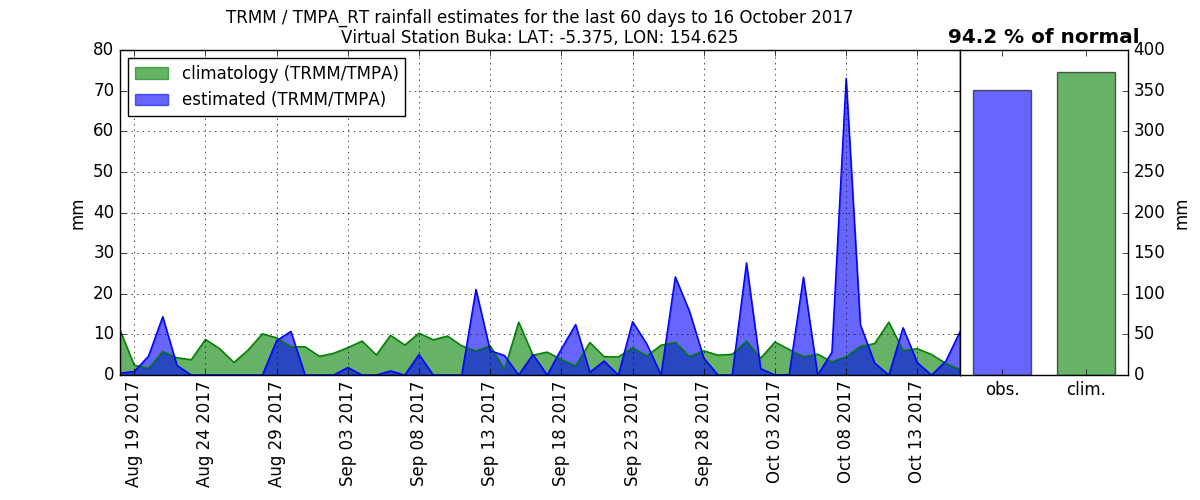 TRMM / TMPA_RT rainfall estimates for the last 60 days to 16 October 2017
Virtual Station Buka: LAT: -5.375, LON: 154.625
94.2 % of normal
climatology (TRMM/TMPA)
estimated (TRMM/TMPA)
80
70
60
50
40
30
20
10
0
mm
Aug 19 2017
Aug 24 2017
Aug 29 2017
Sep 03 2017
Sep 08 2017
Sep 13 2017
Sep 18 2017
Sep 23 2017
Sep 28 2017
Oct 03 2017
Oct 08 2017
Oct 13 2017
obs.
clim.
400
350
300
250
200
150
100
50
0
mm